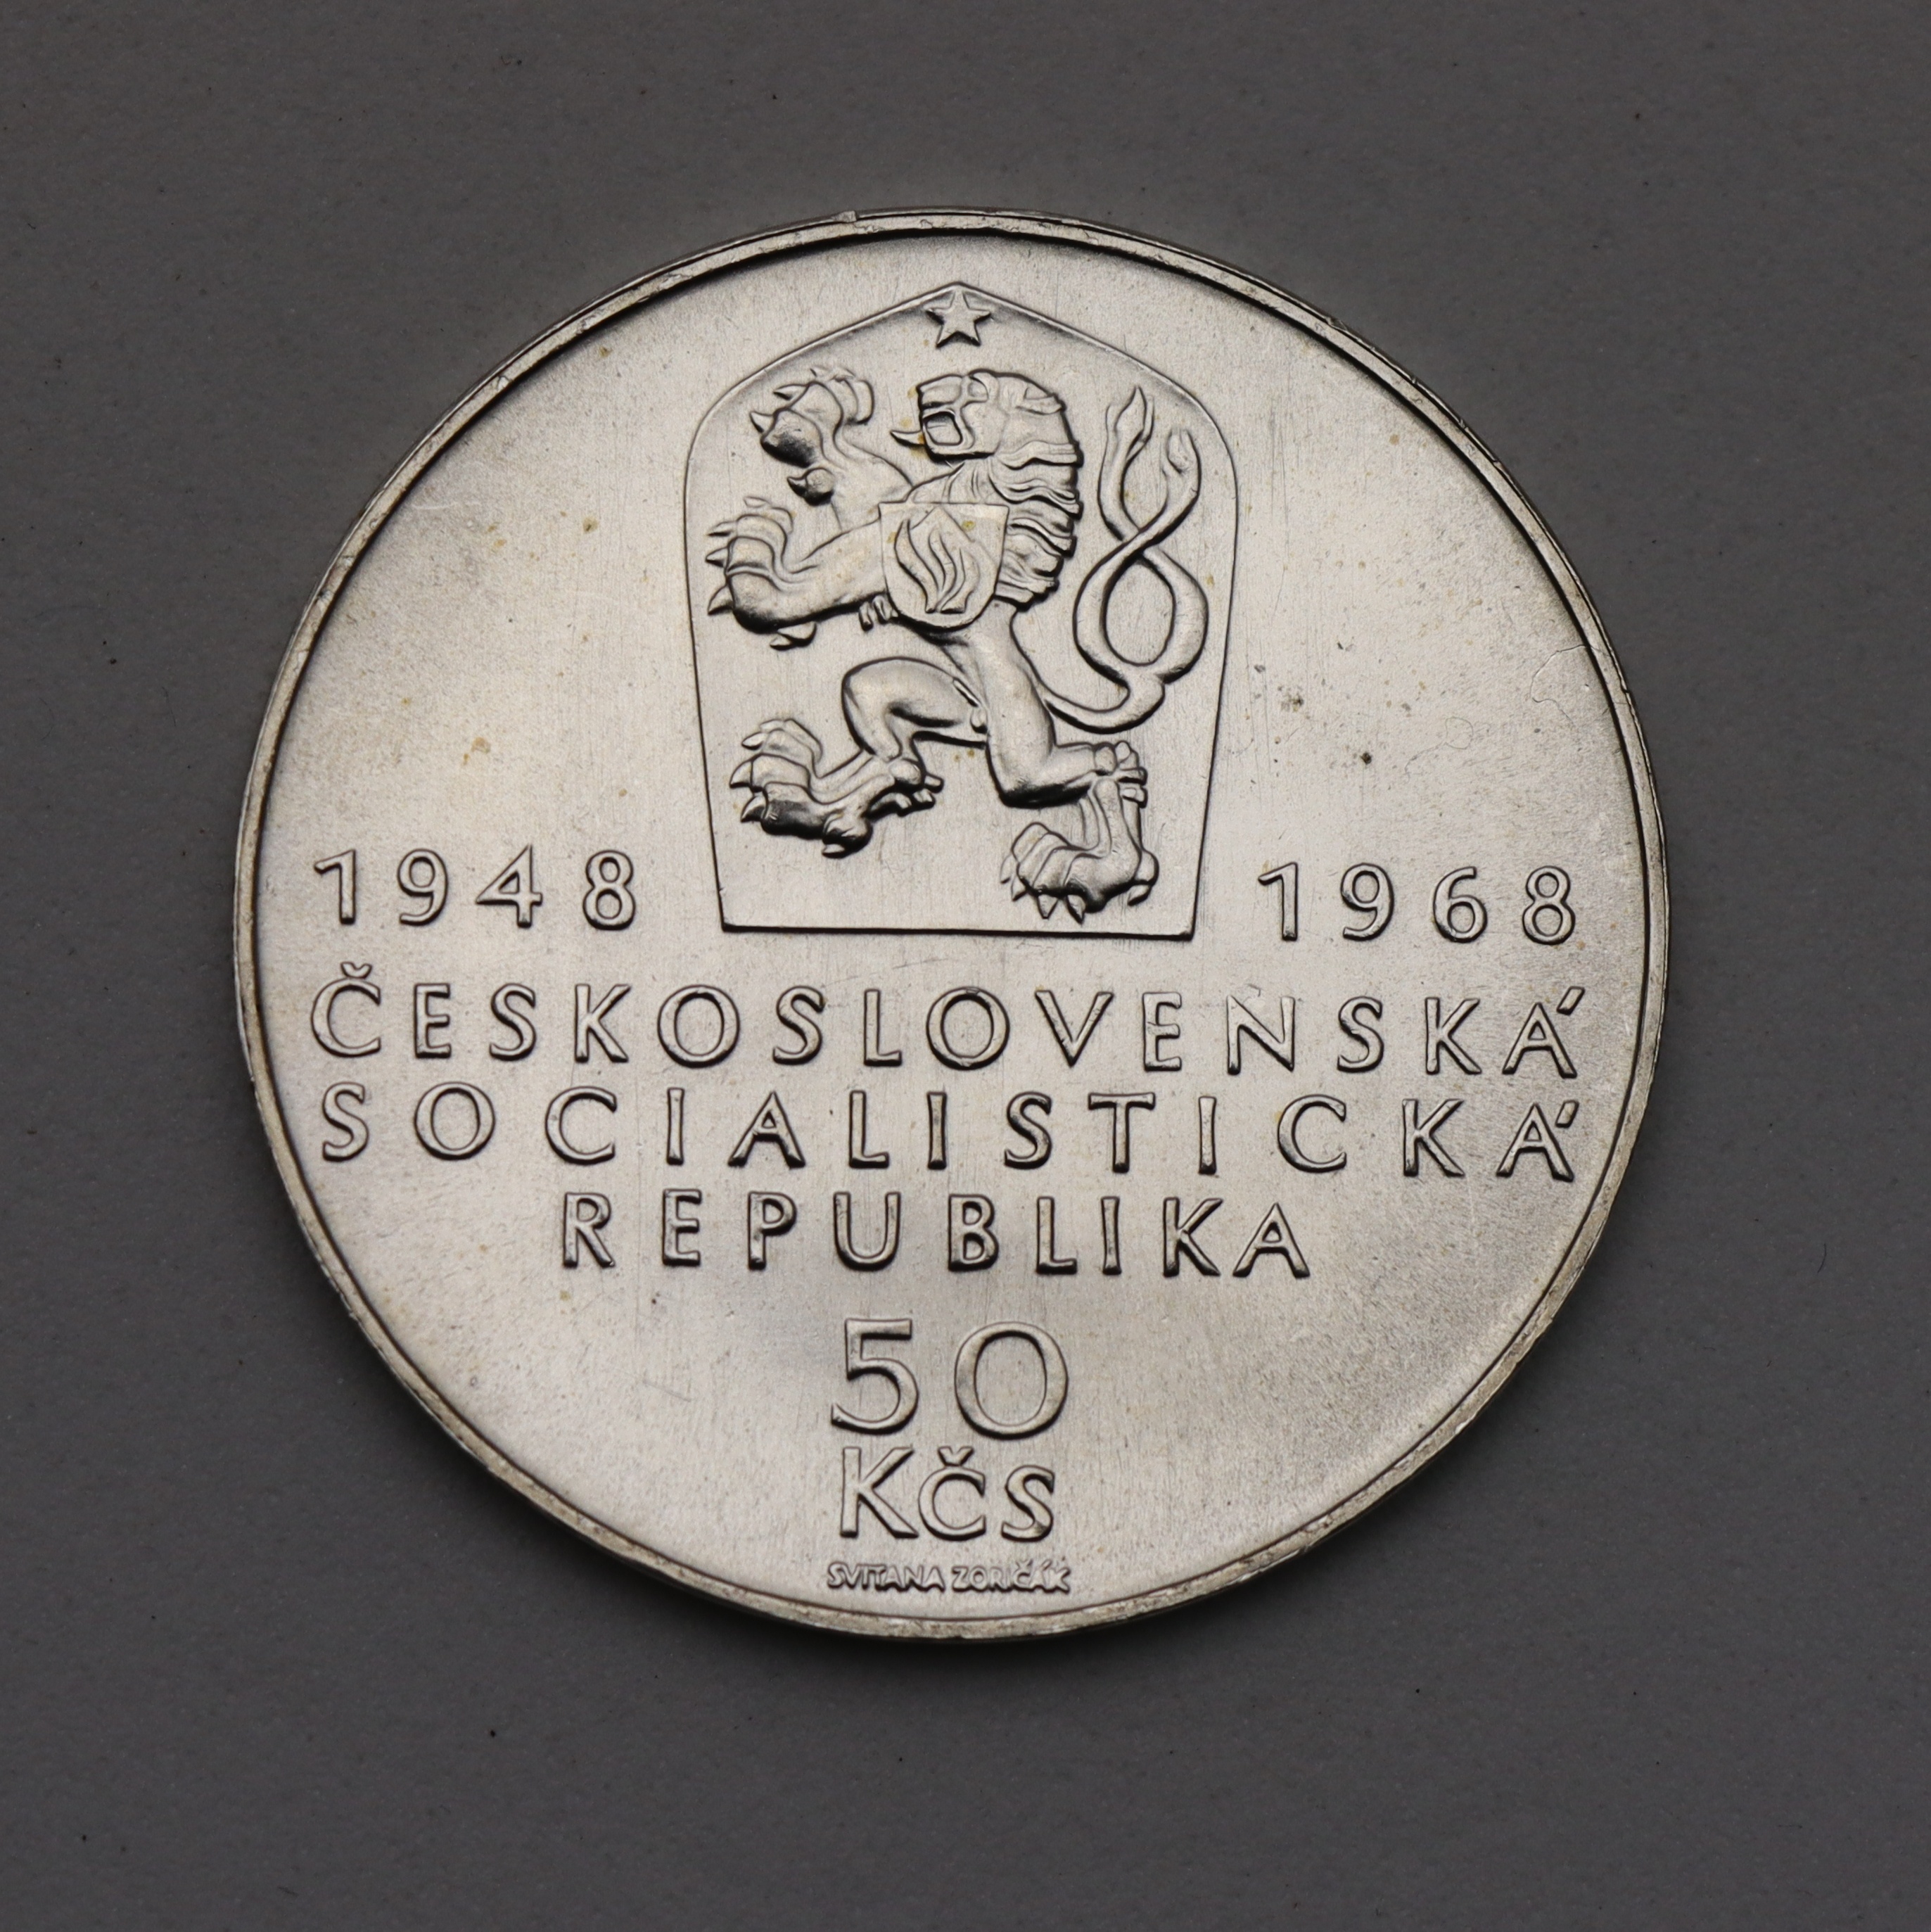 1948 1968
ČESKOSLOVENSKÁ
SOCIALISTICKÁ
REPUBLIKA
50
KČS
SVITANA ZORIČÁK